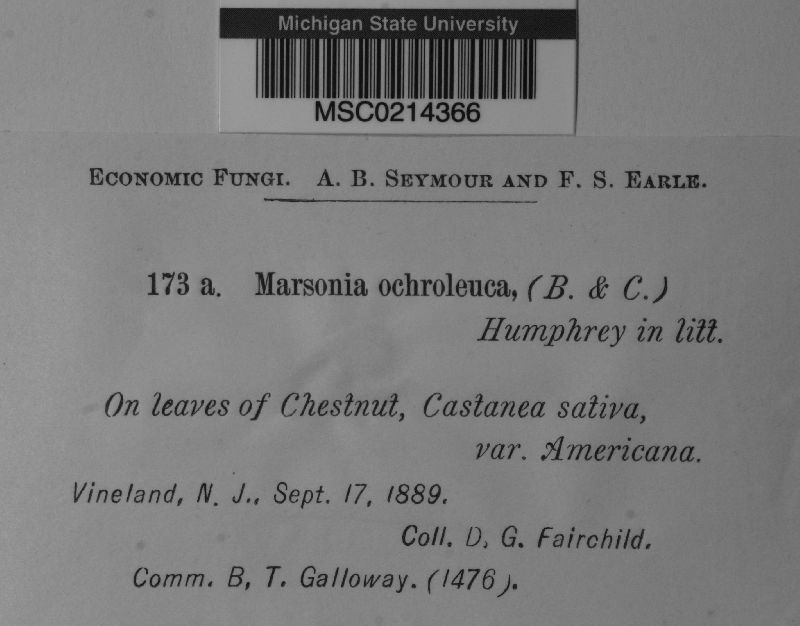 Michigan State University
MSC0214366
Economic Fungi. A. B. Seymour and F. S. Earle.
173 a. Marsonia ochroleuca, (B. & C.)
Humphrey in litt.
On leaves of Chestnut, Castanea sativa,
var. Americana.
Vineland, N. J., Sept. 17, 1889.
Coll. D. G. Fairchild.
Comm. B, T. Galloway. (1476).